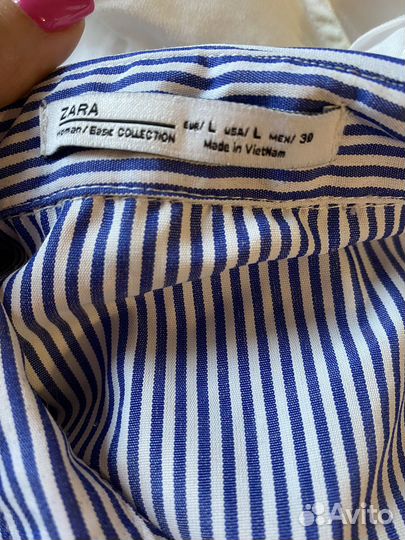 ZARA
woman / Basic COLLECTION
EUR/ L USA/ L MEX/ 30
Made in Vietnam
Avito